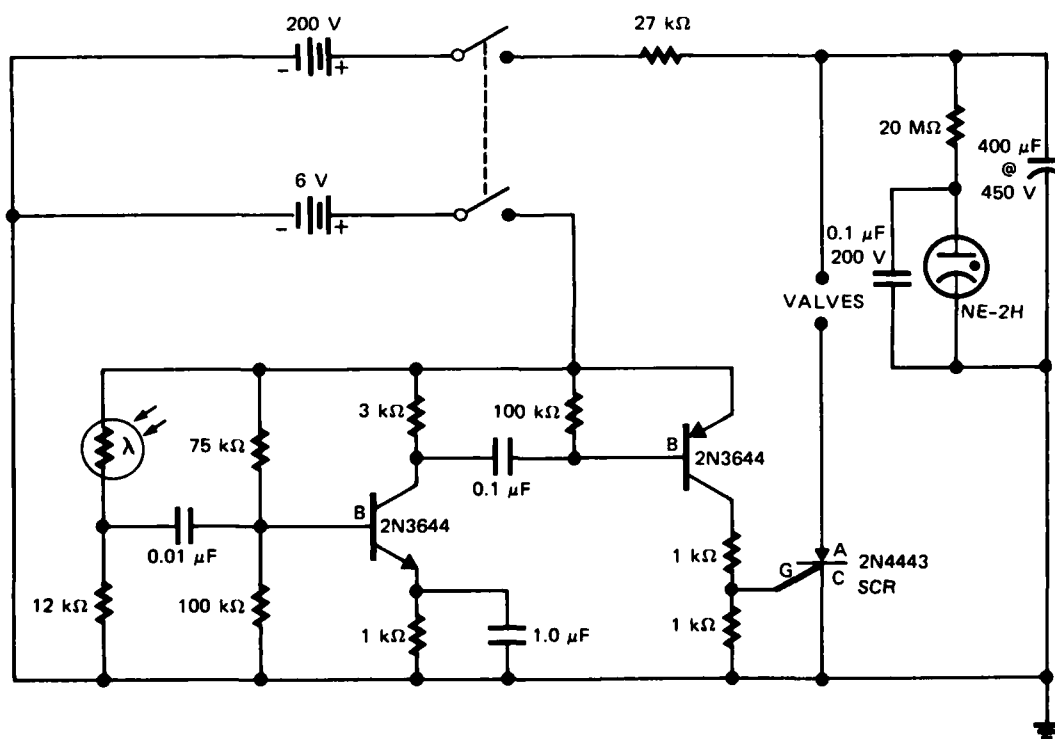 200 V
- +
27 kΩ
20 MΩ
400 μF
@
450 V
6 V
- +
0.1 μF
200 V
VALVES
NE-2H
3 kΩ
100 kΩ
λ
75 kΩ
B
2N3644
0.1 μF
B
2N3644
0.01 μF
1 kΩ
A
G
2N4443
C
SCR
12 kΩ
100 kΩ
1 kΩ
1.0 μF
1 kΩ